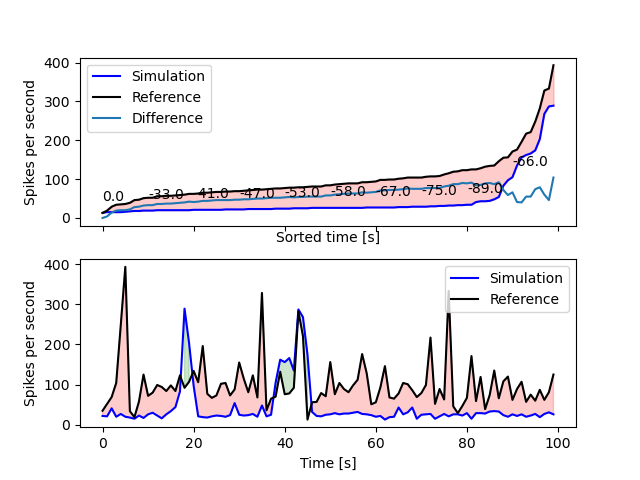 400
300
200
100
0
Spikes per second
Simulation
Reference
Difference
0.0 -33.0 -41.0 -47.0 -53.0 -58.0 -67.0 -75.0 -89.0 -66.0
Sorted time [s]
400
300
200
100
0
Spikes per second
Simulation
Reference
0 20 40 60 80 100
Time [s]